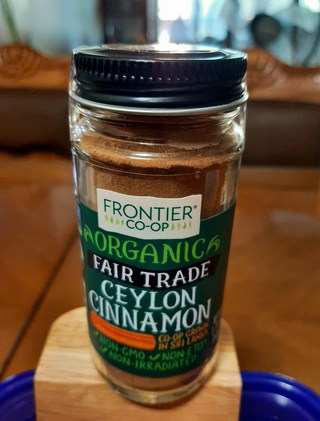 FRONTIER®
CO-OP
ORGANIC
FAIR TRADE
CEYLON
CINNAMON
CO-OP GROWN
IN SRI LANKA
✓NON-GMO ✓NON ETO
✓NON-IRRADIATED